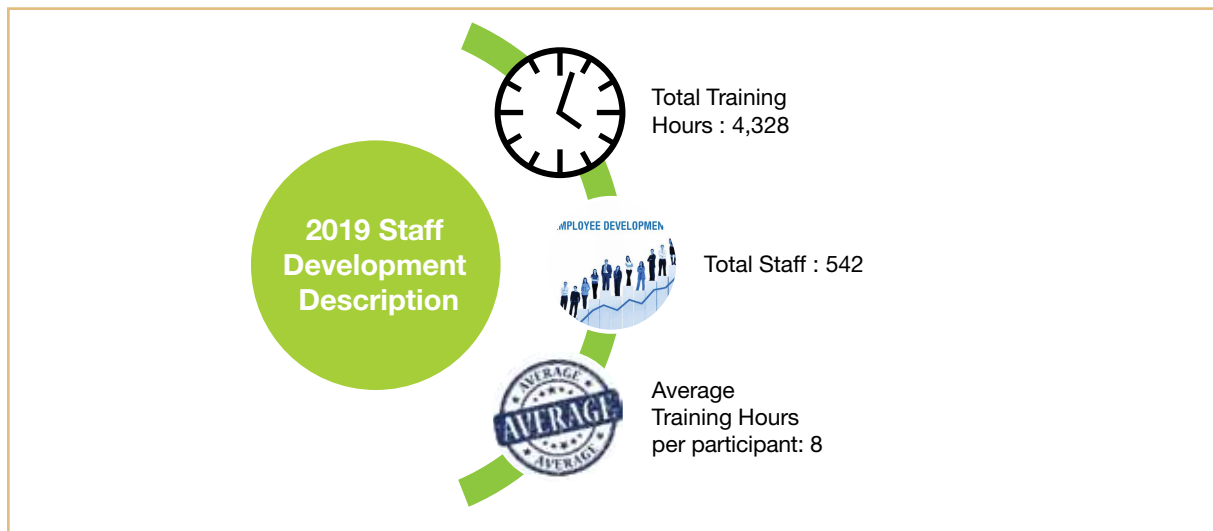 2019 Staff
Development
Description
Total Training
Hours : 4,328
MPLOYEE DEVELOPMEN
Total Staff : 542
AVERAGE
AVERAGE
AVERAGE
Average
Training Hours
per participant: 8